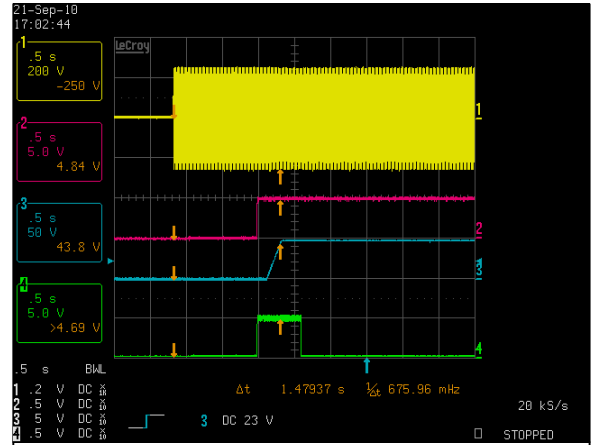 21-Sep-10
17:02:44
LeCroy
1
.5 s
200 V
-250 V
1
2
.5 s
5.0 V
4.84 V
2
3
.5 s
50 V
43.8 V
3
4
.5 s
5.0 V
>4.69 V
4
.5 s BWL
1 .2 V DC
2 .5 V DC
3 5 V DC
4 .5 V DC
Δt 1.47937 s 1/Δt 675.96 mHz
3 DC 23 V
20 kS/s
STOPPED